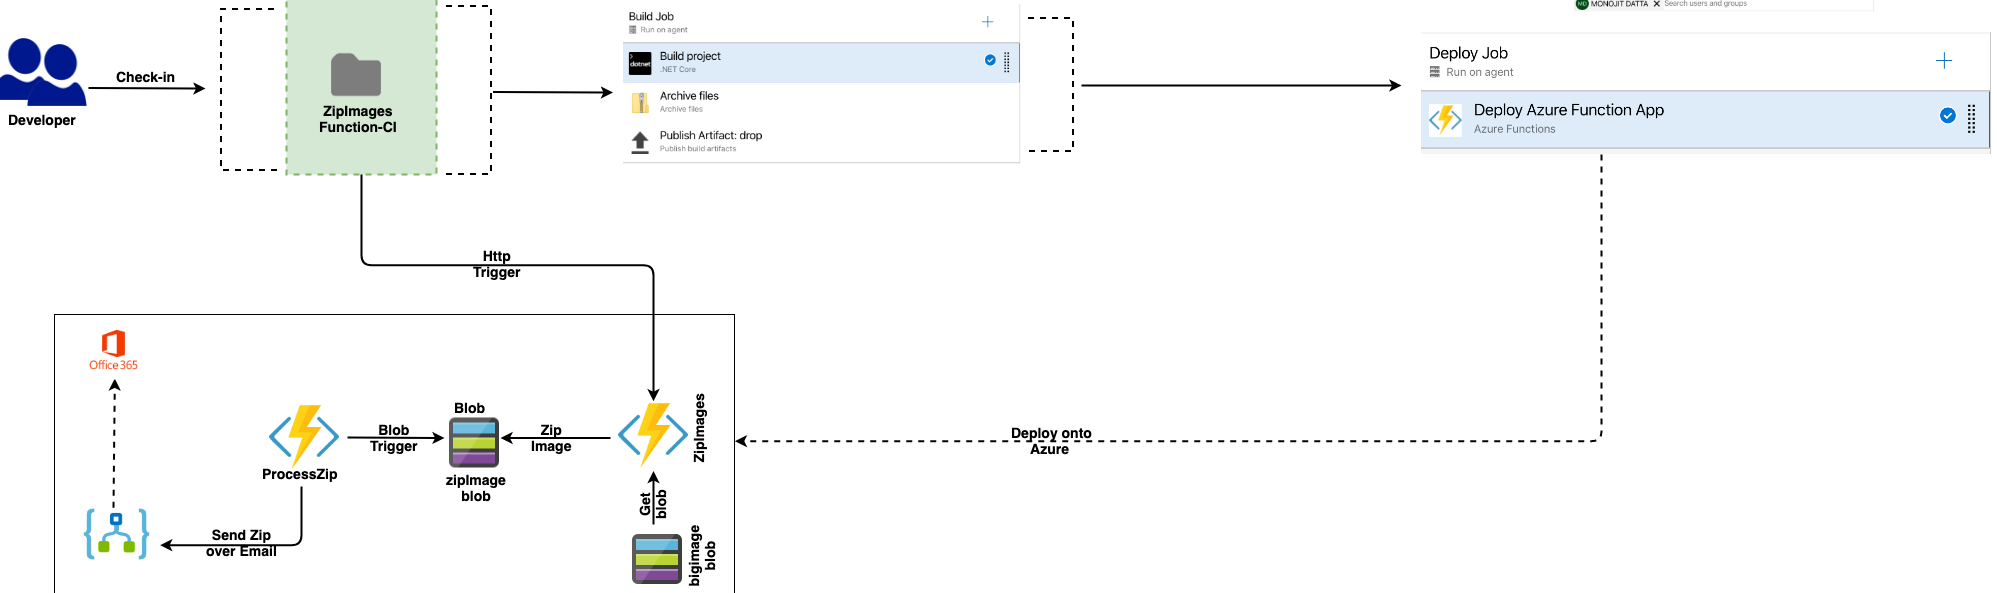 MD MONOJIT DATTA ✕ Search users and groups
Developer
Check-in
ZipImages
Function-CI
Build Job
Run on agent
dotnet
Build project
.NET Core
Archive files
Archive files
Publish Artifact: drop
Publish build artifacts
Deploy Job
Run on agent
Deploy Azure Function App
Azure Functions
Http
Trigger
Office 365
ProcessZip
Blob
Trigger
Blob
zipImage
blob
Zip
Image
ZipImages
Get
blob
bigimage
blob
Send Zip
over Email
Deploy onto
Azure